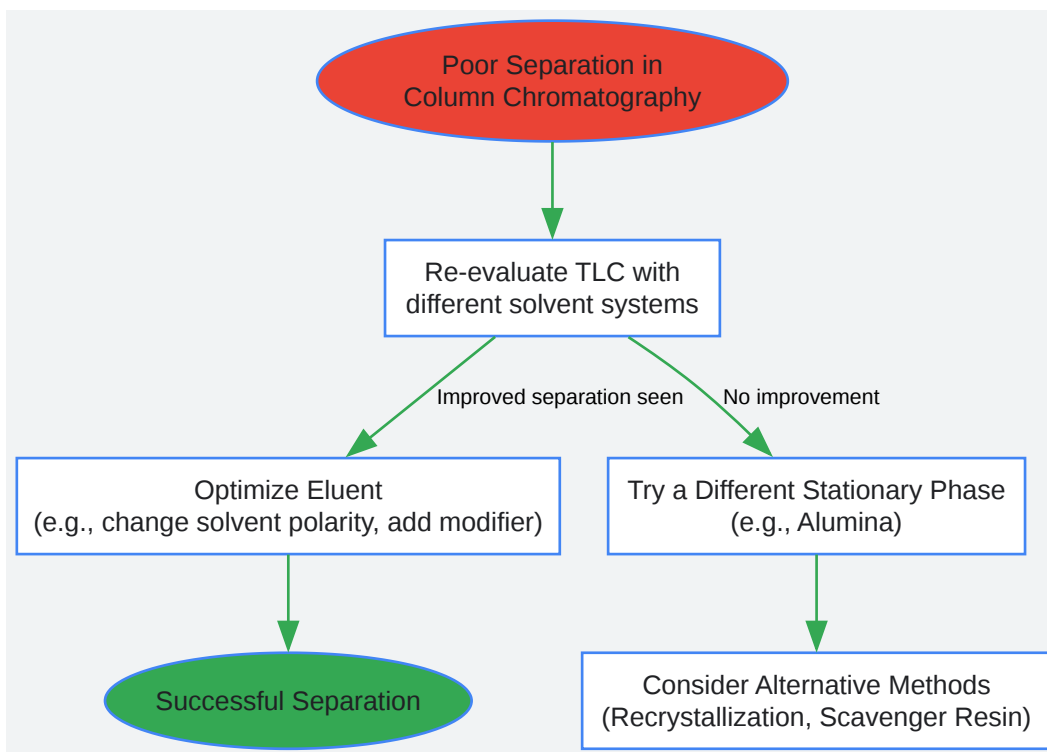 Poor Separation in
Column Chromatography
Re-evaluate TLC with
different solvent systems
Improved separation seen
No improvement
Optimize Eluent
(e.g., change solvent polarity, add modifier)
Try a Different Stationary Phase
(e.g., Alumina)
Successful Separation
Consider Alternative Methods
(Recrystallization, Scavenger Resin)